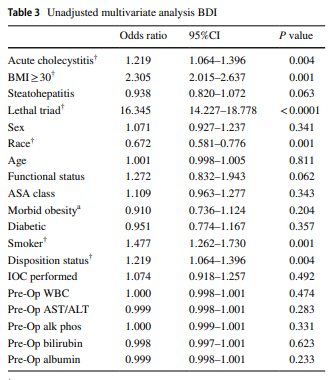 Table 3 Unadjusted multivariate analysis BDI
Odds ratio 95%CI P value
Acute cholecystitis† 1.219 1.064–1.396 0.004
BMI ≥ 30† 2.305 2.015-2.637 0.001
Steatohepatitis 0.938 0.820–1.072 0.063
Lethal triad† 16.345 14.227–18.778 <0.0001
Sex 1.071 0.927–1.237 0.341
Race† 0.672 0.581–0.776 0.001
Age 1.001 0.998–1.005 0.811
Functional status 1.272 0.832–1.943 0.062
ASA class 1.109 0.963–1.277 0.343
Morbid obesityª 0.910 0.736–1.124 0.204
Diabetic 0.951 0.774–1.167 0.357
Smoker† 1.477 1.262–1.730 0.001
Disposition status† 1.219 1.064–1.396 0.004
IOC performed 1.074 0.918–1.257 0.492
Pre-Op WBC 1.000 0.998–1.001 0.474
Pre-Op AST/ALT 0.999 0.998–1.001 0.283
Pre-Op alk phos 1.000 0.999–1.001 0.331
Pre-Op bilirubin 0.998 0.997–1.001 0.623
Pre-Op albumin 0.999 0.998–1.001 0.233